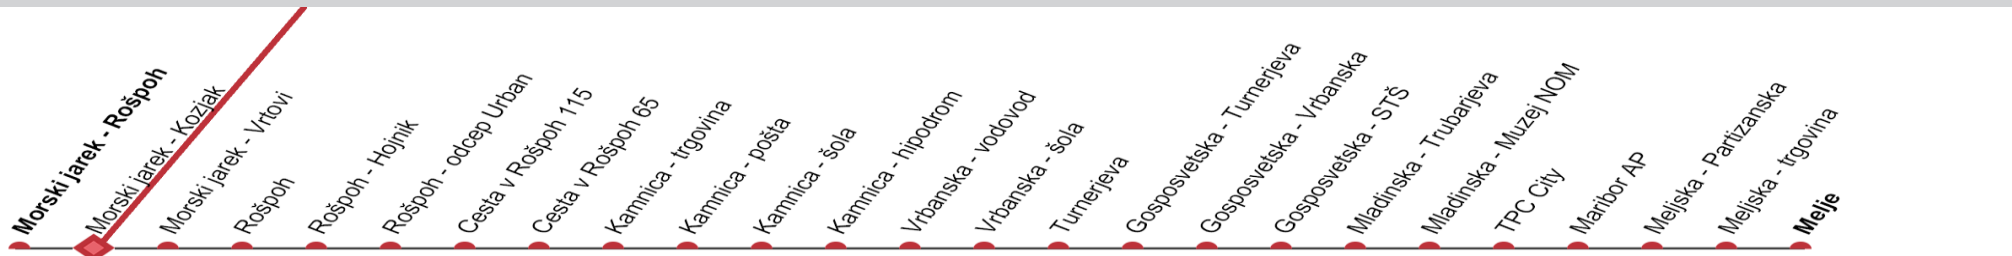 Morski jarek - Rošpoh
Morski jarek - Kozjak
Morski jarek - Vrtovi
Rošpoh
Rošpoh - Hojnik
Rošpoh - odcep Urban
Cesta v Rošpoh 115
Cesta v Rošpoh 65
Kamnica - trgovina
Kamnica - pošta
Kamnica - šola
Kamnica - hipodrom
Vrbanska - vodovod
Vrbanska - šola
Turnerjeva
Gosposvetska - Turnerjeva
Gosposvetska - Vrbanska
Gosposvetska - STŠ
Mladinska - Trubarjeva
Mladinska - Muzej NOM
TPC City
Maribor AP
Meljska - Partizanska
Meljska - trgovina
Melje